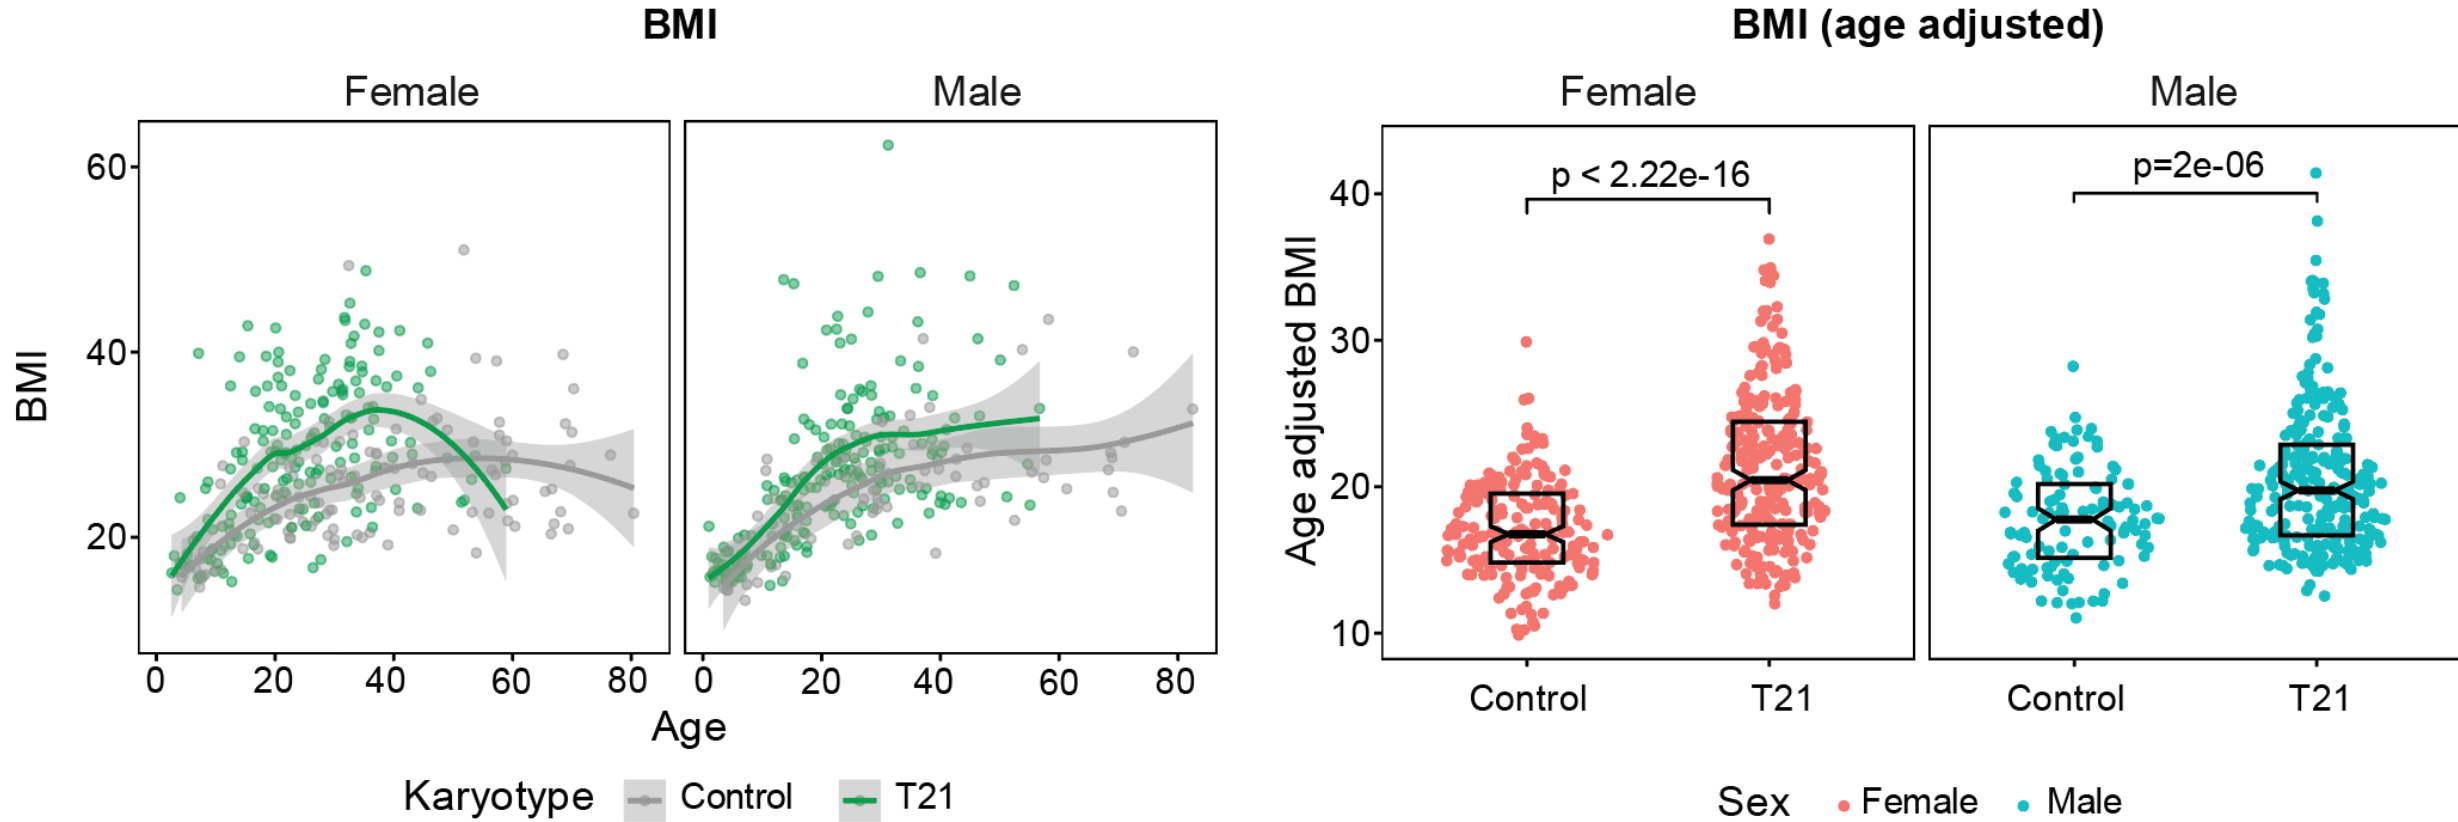 BMI
Female
Male
BMI
60
40
20
0
20
40
60
80
0
20
40
60
80
Age
Karyotype
Control
T21
BMI (age adjusted)
Female
Male
Age adjusted BMI
40
30
20
10
p < 2.22e-16
p=2e-06
Control
T21
Control
T21
Sex
Female
Male